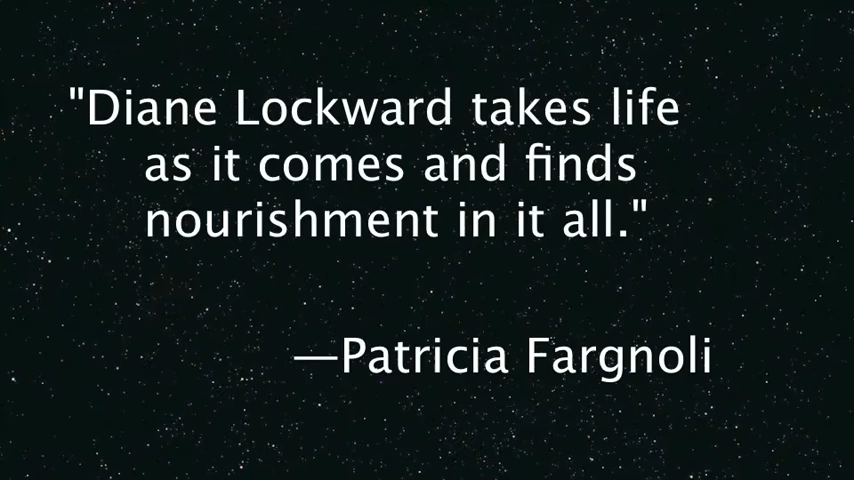 "Diane Lockward takes life
as it comes and finds
nourishment in it all."
—Patricia Fargnoli